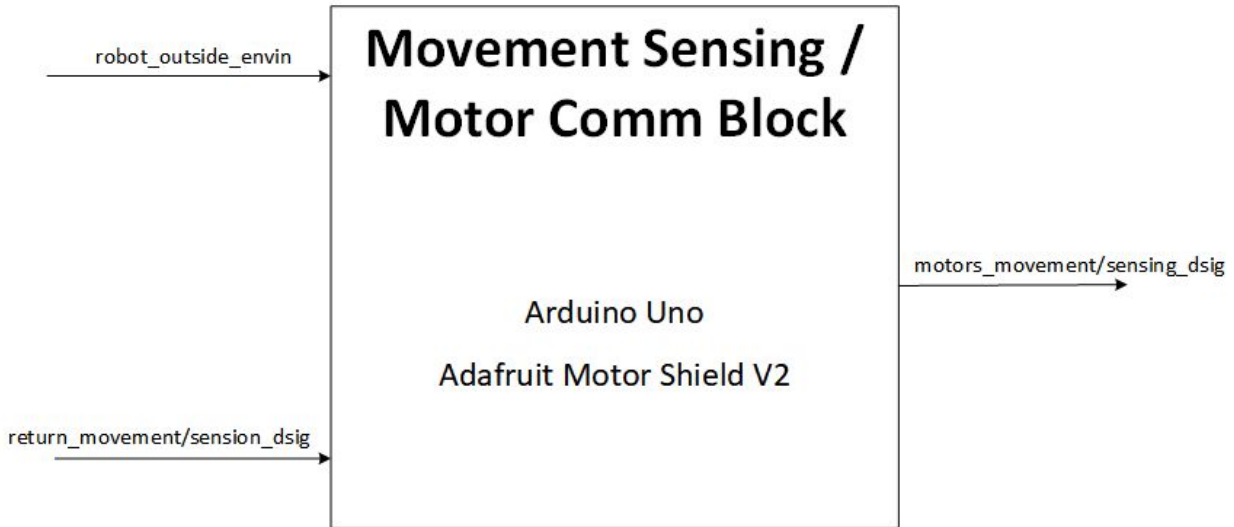 robot_outside_envin
Movement Sensing /
Motor Comm Block
motors_movement/sensing_dsig
Arduino Uno
Adafruit Motor Shield V2
return_movement/sension_dsig